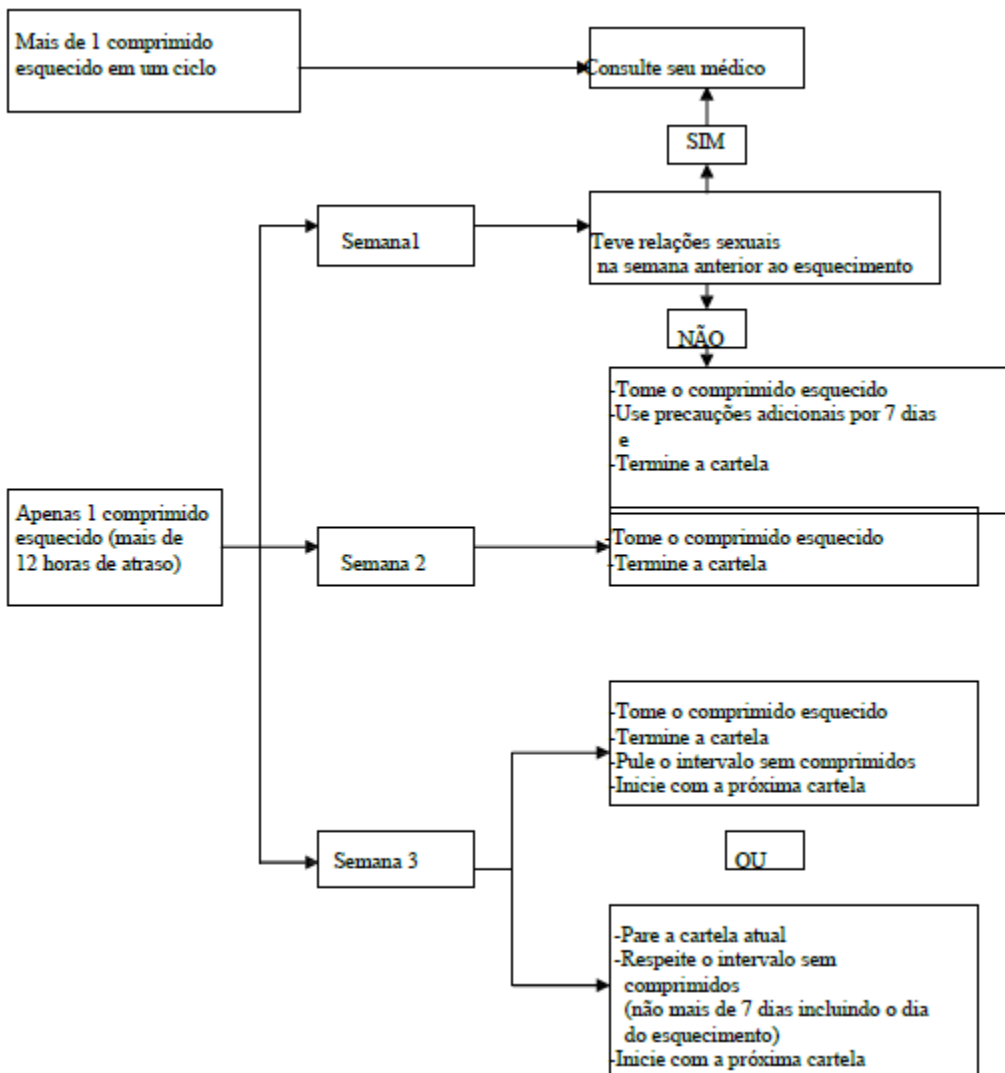 Mais de 1 comprimido
esquecido em um ciclo
Consulte seu médico
SIM
Semana1
Teve relações sexuais
na semana anterior ao esquecimento
NÃO
-Tome o comprimido esquecido
-Use precauções adicionais por 7 dias
e
-Termine a cartela
Apenas 1 comprimido
esquecido (mais de
12 horas de atraso)
Semana 2
-Tome o comprimido esquecido
-Termine a cartela
-Tome o comprimido esquecido
-Termine a cartela
-Pule o intervalo sem comprimidos
-Inicie com a próxima cartela
Semana 3
OU
-Pare a cartela atual
-Respeite o intervalo sem
comprimidos
(não mais de 7 dias incluindo o dia
do esquecimento)
-Inicie com a próxima cartela